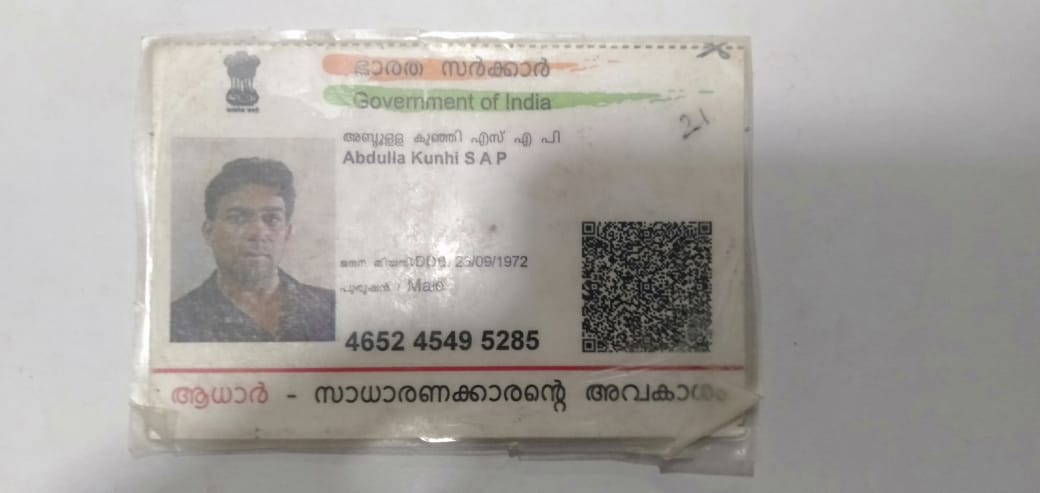 ഭാരത സർക്കാർ
Government of India
21
അബ്ദുള്ള കുഞ്ഞി എസ് എ പി
Abdulla Kunhi S A P
ജനന തിയതി/DOB: 23/09/1972
പുരുഷൻ / Male
4652 4549 5285
ആധാർ - സാധാരണക്കാരന്റെ അവകാശം